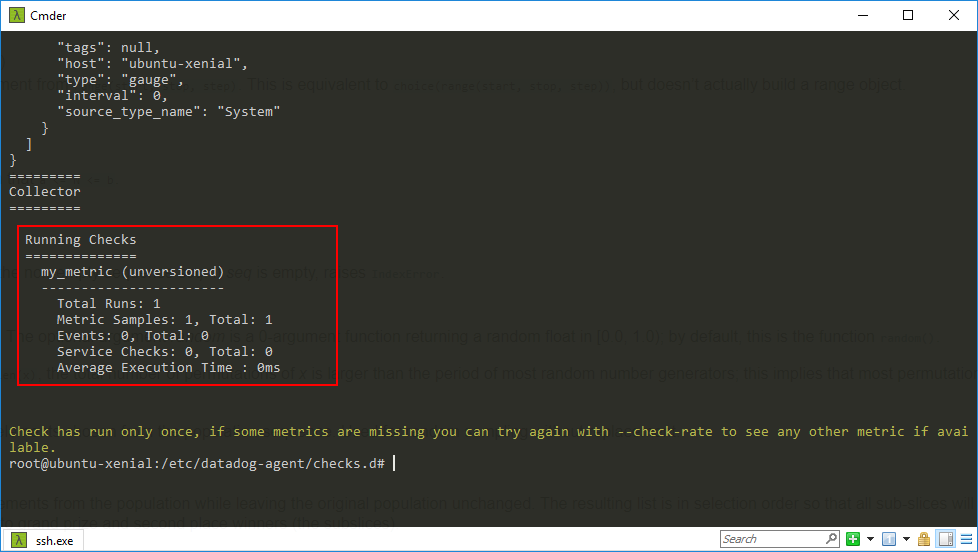 Cmder
"tags": null,
"host": "ubuntu-xenial",
"type": "gauge",
"interval": 0,
"source_type_name": "System"
}
]
}
=========
Collector
=========
Running Checks
==============
my_metric (unversioned)
-----------------------
Total Runs: 1
Metric Samples: 1, Total: 1
Events: 0, Total: 0
Service Checks: 0, Total: 0
Average Execution Time : 0ms
Check has run only once, if some metrics are missing you can try again with --check-rate to see any other metric if avai
lable.
root@ubuntu-xenial:/etc/datadog-agent/checks.d#
ssh.exe
Search